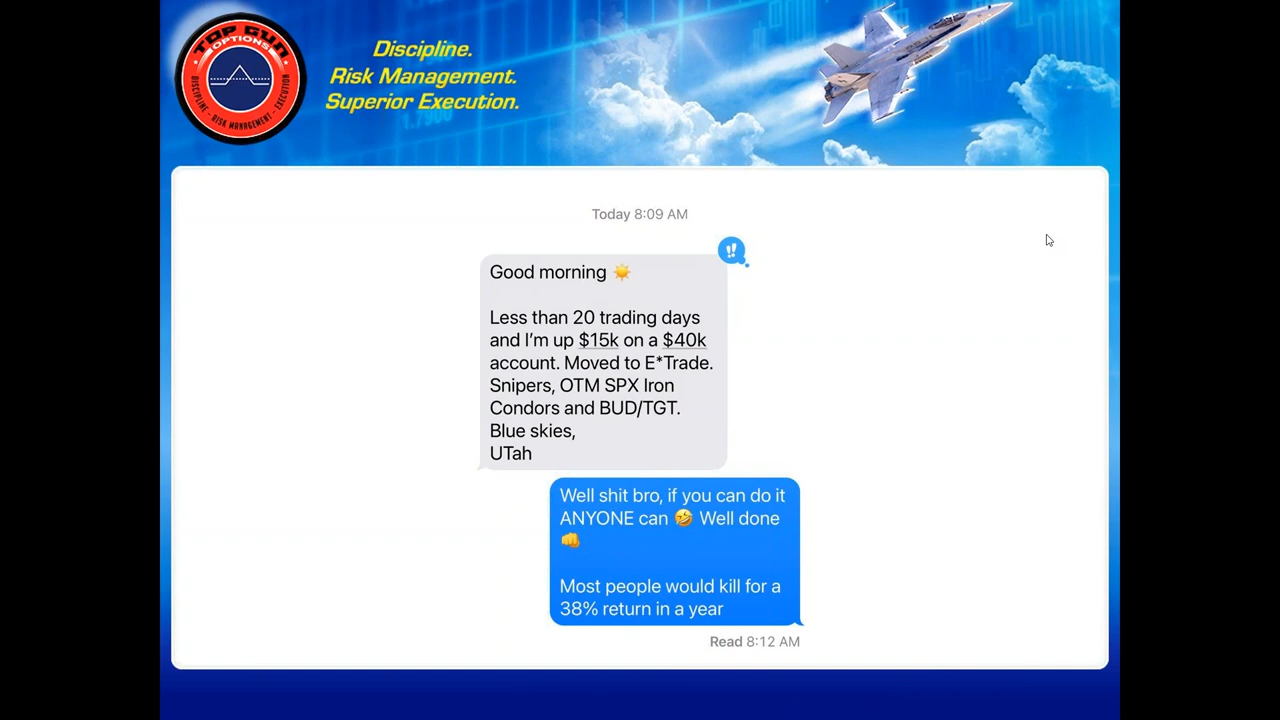 TOP GUN
OPTIONS
DISCIPLINE - RISK MANAGEMENT - EXECUTION
Discipline.
Risk Management.
Superior Execution.
1.7900
Today 8:09 AM
!!
Good morning ☀️
Less than 20 trading days
and I'm up $15k on a $40k
account. Moved to E*Trade.
Snipers, OTM SPX Iron
Condors and BUD/TGT.
Blue skies,
UTah
Well shit bro, if you can do it
ANYONE can 🤣 Well done
👊
Most people would kill for a
38% return in a year
Read 8:12 AM